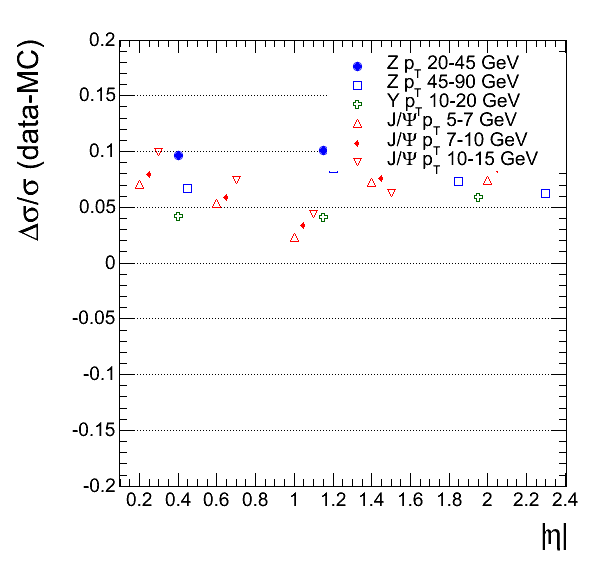 Δσ/σ (data-MC)
0.2
0.15
0.1
0.05
0
-0.05
-0.1
-0.15
-0.2
Z p_T 20-45 GeV
Z p_T 45-90 GeV
Y p_T 10-20 GeV
J/Ψ p_T 5-7 GeV
J/Ψ p_T 7-10 GeV
J/Ψ p_T 10-15 GeV
0.2 0.4 0.6 0.8 1 1.2 1.4 1.6 1.8 2 2.2 2.4
|η|